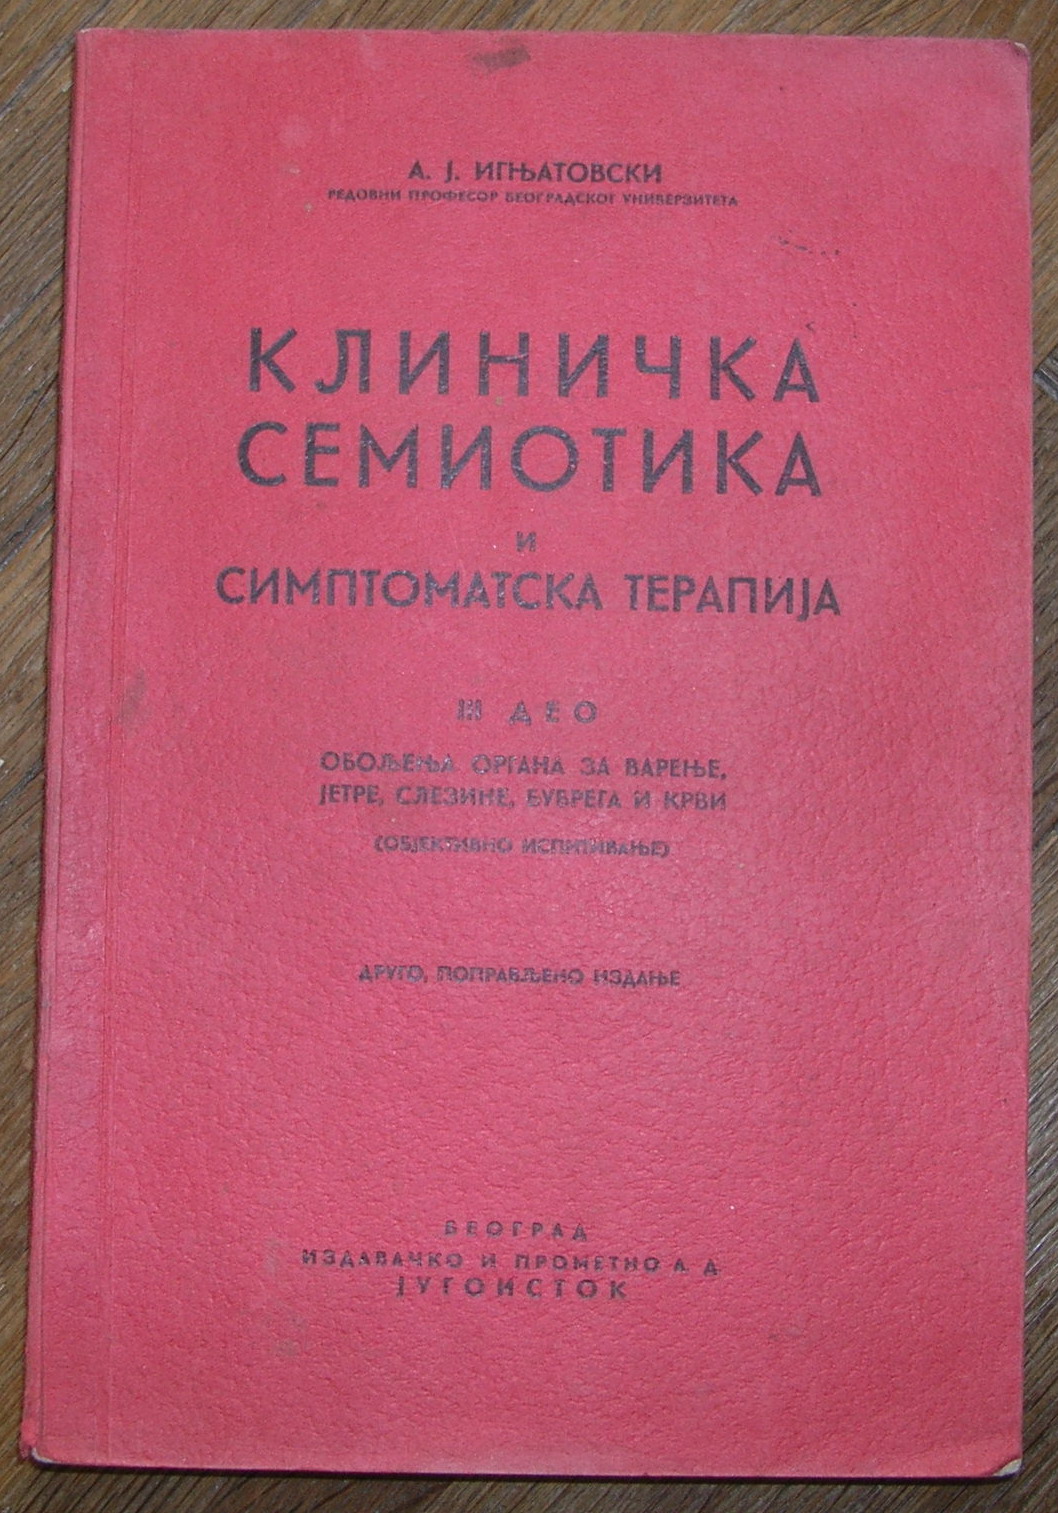 А. Ј. ИГЊАТОВСКИ
РЕДОВНИ ПРОФЕСОР БЕОГРАДСКОГ УНИВЕРЗИТЕТА
КЛИНИЧКА
СЕМИОТИКА
И
СИМПТОМАТСКА ТЕРАПИЈА
III ДЕО
ОБОЉЕЊА ОРГАНА ЗА ВАРЕЊЕ,
ЈЕТРЕ, СЛЕЗИНЕ, БУБРЕГА И КРВИ
(ОБЈЕКТИВНО ИСПИТИВАЊЕ)
ДРУГО, ПОПРАВЉЕНО ИЗДАЊЕ
БЕОГРАД
ИЗДАВАЧКО И ПРОМЕТНО А. Д.
ЈУГОИСТОК